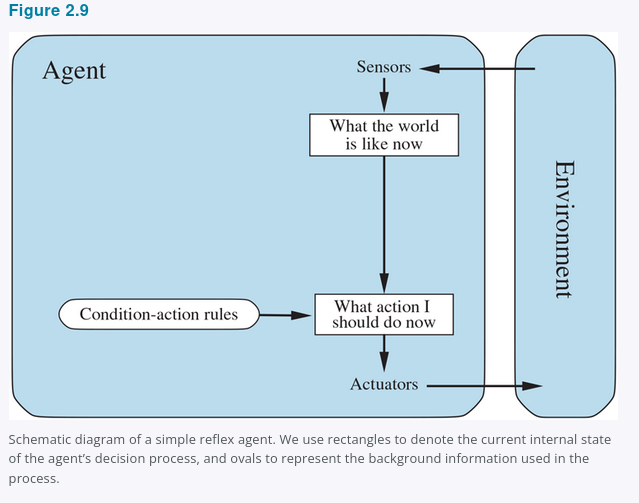 Figure 2.9
Agent
Sensors
What the world
is like now
Environment
Condition-action rules
What action I
should do now
Actuators
Schematic diagram of a simple reflex agent. We use rectangles to denote the current internal state
of the agent’s decision process, and ovals to represent the background information used in the
process.